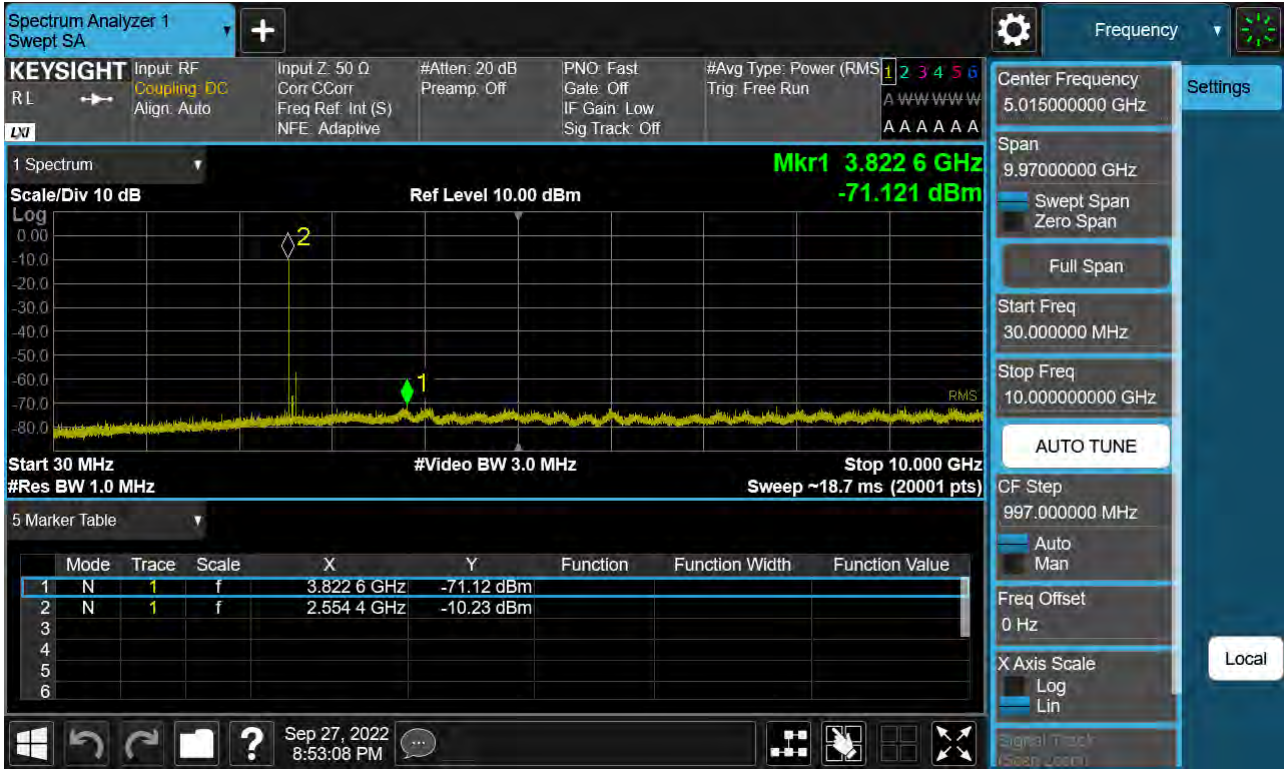 Spectrum Analyzer 1
Swept SA
+
Frequency
KEYSIGHT
RL
LXI
Input: RF
Coupling: DC
Align: Auto
Input Z: 50 Ω
Corr CCorr
Freq Ref: Int (S)
NFE: Adaptive
#Atten: 20 dB
Preamp: Off
PNO: Fast
Gate: Off
IF Gain: Low
Sig Track: Off
#Avg Type: Power (RMS
Trig: Free Run
1 2 3 4 5 6
A W W W W W
A A A A A A
1 Spectrum
Mkr1 3.822 6 GHz
Scale/Div 10 dB
Ref Level 10.00 dBm
-71.121 dBm
Log
0.00
2
-10.0
-20.0
-30.0
-40.0
-50.0
-60.0
1
-70.0
RMS
-80.0
Start 30 MHz
#Video BW 3.0 MHz
Stop 10.000 GHz
#Res BW 1.0 MHz
Sweep ~18.7 ms (20001 pts)
5 Marker Table
Mode Trace Scale X Y Function Function Width Function Value
1 N 1 f 3.822 6 GHz -71.12 dBm
2 N 1 f 2.554 4 GHz -10.23 dBm
3
4
5
6
?
Sep 27, 2022
8:53:08 PM
Center Frequency
5.015000000 GHz
Settings
Span
9.97000000 GHz
Swept Span
Zero Span
Full Span
Start Freq
30.000000 MHz
Stop Freq
10.000000000 GHz
AUTO TUNE
CF Step
997.000000 MHz
Auto
Man
Freq Offset
0 Hz
X Axis Scale
Log
Lin
Local
Signal Track
(Span Zoom)